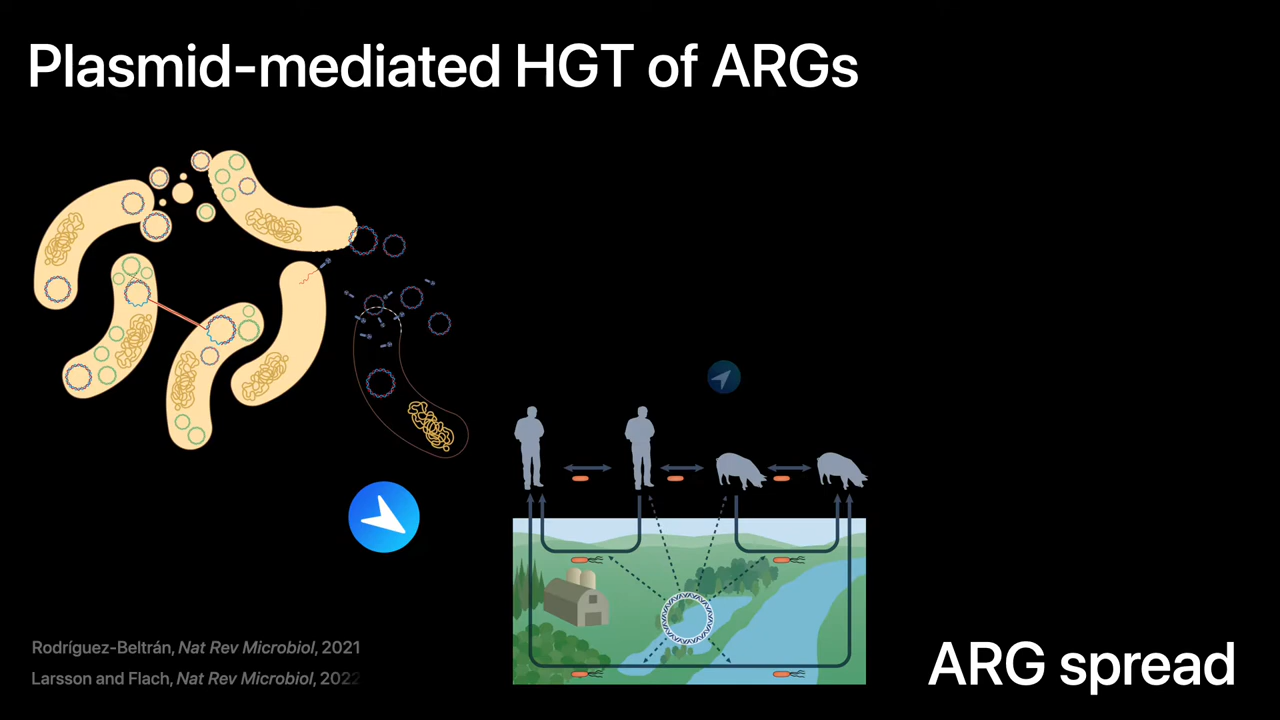 Plasmid-mediated HGT of ARGs
Rodríguez-Beltrán, Nat Rev Microbiol, 2021
Larsson and Flach, Nat Rev Microbiol, 2022
ARG spread